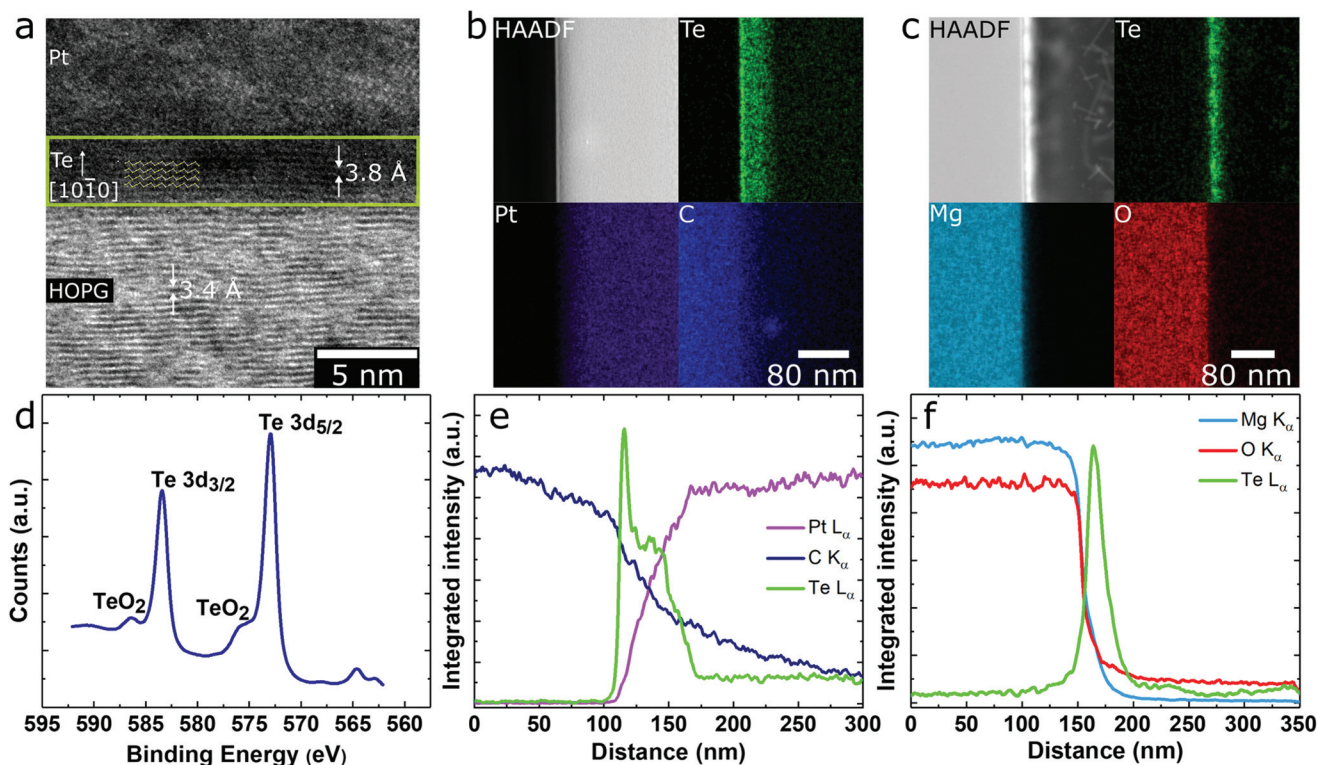 a
Pt
Te
[101̄0]
3.8 Å
HOPG
3.4 Å
5 nm
b
HAADF
Te
Pt
C
80 nm
c
HAADF
Te
Mg
O
80 nm
d
Te 3d5/2
Te 3d3/2
TeO2
TeO2
Counts (a.u.)
595 590 585 580 575 570 565 560
Binding Energy (eV)
e
Integrated intensity (a.u.)
Pt Lα
C Kα
Te Lα
0 50 100 150 200 250 300
Distance (nm)
f
Integrated intensity (a.u.)
Mg Kα
O Kα
Te Lα
0 50 100 150 200 250 300 350
Distance (nm)